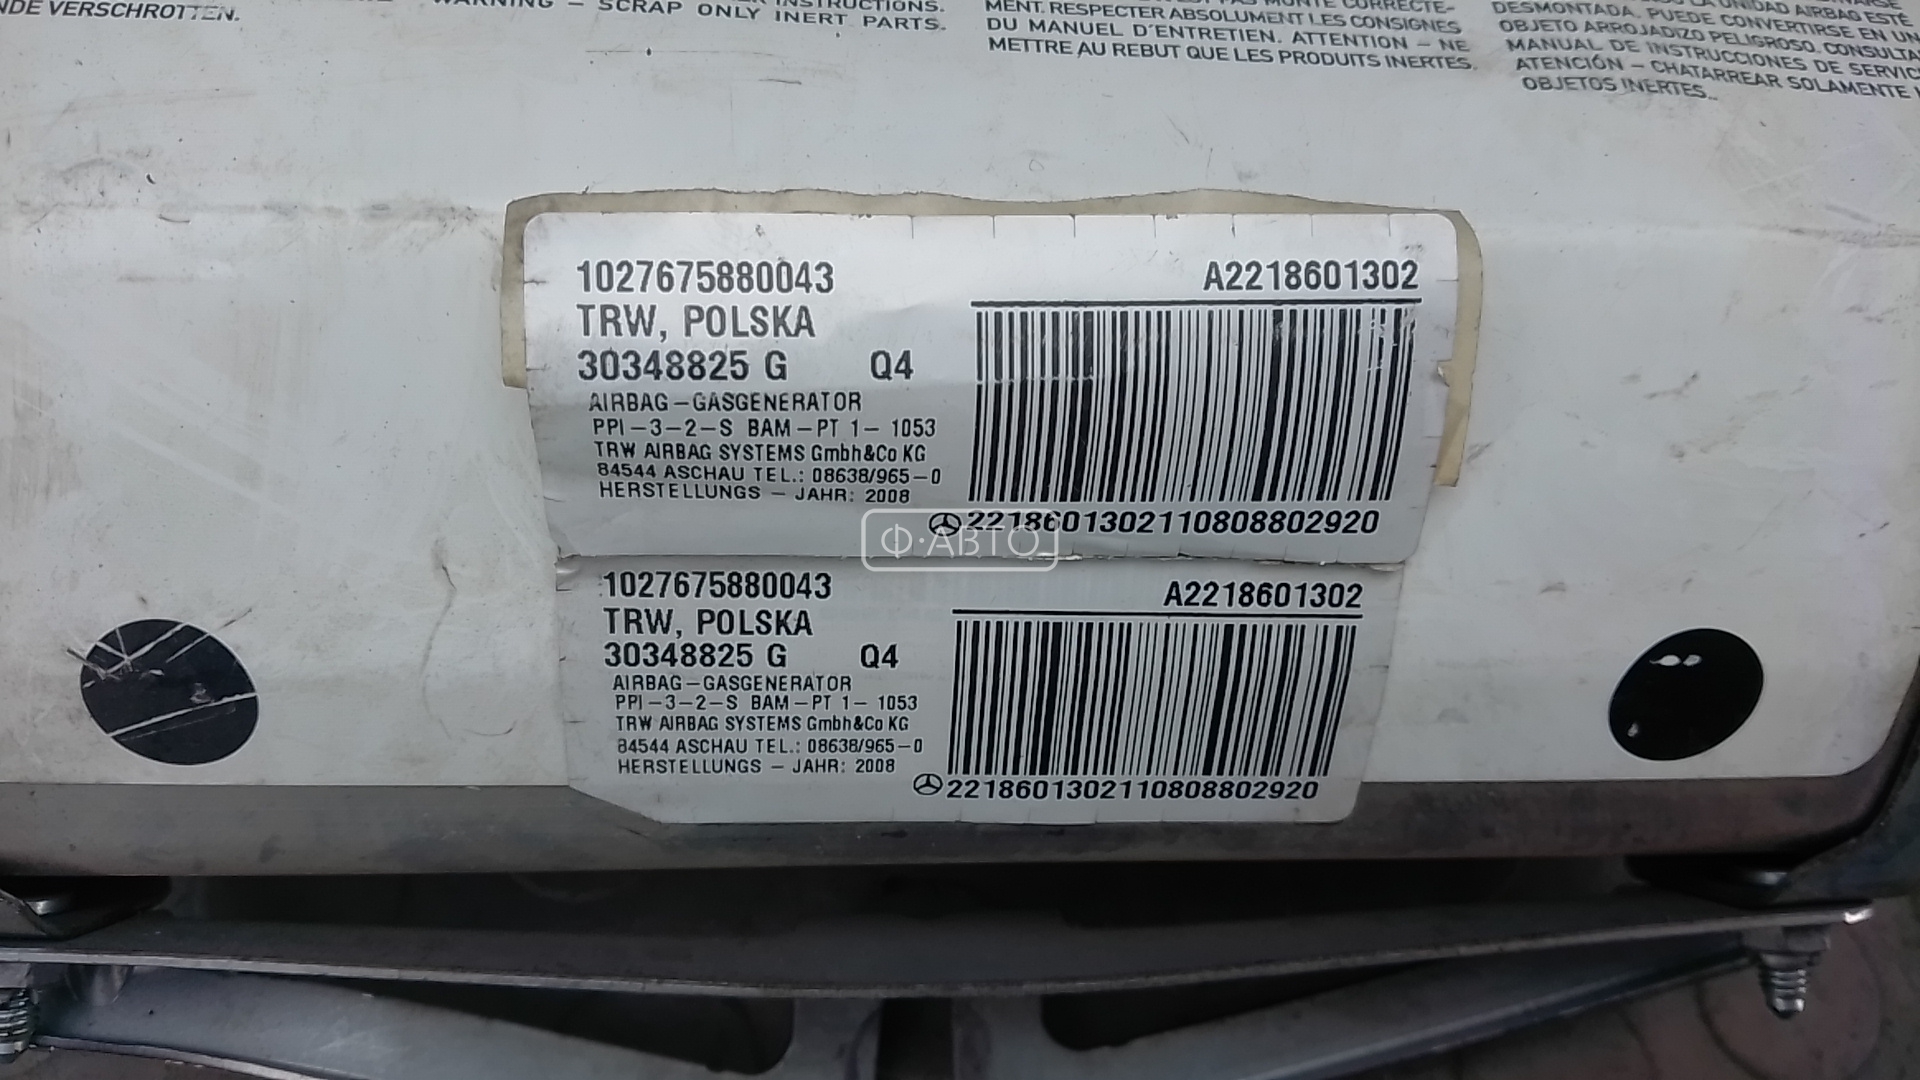 NDE VERSCHROTTEN.
WARNING – SCRAP ONLY INERT PARTS.
INSTRUCTIONS.
MENT. RESPECTER ABSOLUMENT LES CONSIGNES
DU MANUEL D'ENTRETIEN. ATTENTION – NE
METTRE AU REBUT QUE LES PRODUITS INERTES.
DESMONTADA, PUEDE CONVERTIRSE EN UN
OBJETO ARROJADIZO PELIGROSO. CONSULTA
MANUAL DE INSTRUCCIONES DE SERVIC
ATENCIÓN – CHATARREAR SOLAMENTE
OBJETOS INERTES.
1027675880043
A2218601302
TRW, POLSKA
30348825 G Q4
AIRBAG–GASGENERATOR
PPI–3–2–S BAM–PT 1– 1053
TRW AIRBAG SYSTEMS Gmbh&Co KG
84544 ASCHAU TEL.: 08638/965–0
HERSTELLUNGS – JAHR: 2008
2218601302110808802920
Ф·АВТО
1027675880043
A2218601302
TRW, POLSKA
30348825 G Q4
AIRBAG–GASGENERATOR
PPI–3–2–S BAM–PT 1– 1053
TRW AIRBAG SYSTEMS Gmbh&Co KG
84544 ASCHAU TEL.: 08638/965–0
HERSTELLUNGS – JAHR: 2008
2218601302110808802920